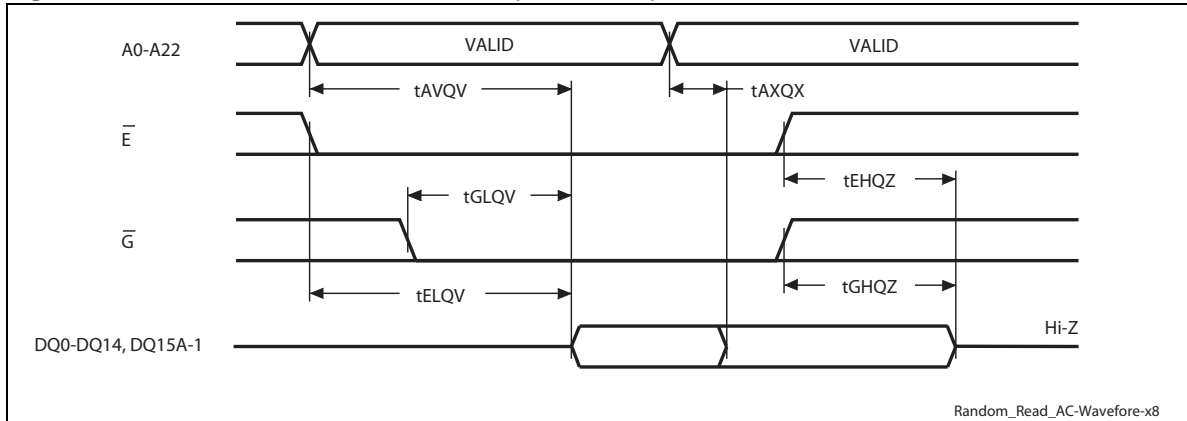 A0-A22
VALID
VALID
tAVQV
tAXQX
E
tEHQZ
tGLQV
G
tGHQZ
tELQV
Hi-Z
DQ0-DQ14, DQ15A-1
Random_Read_AC-Wavefore-x8